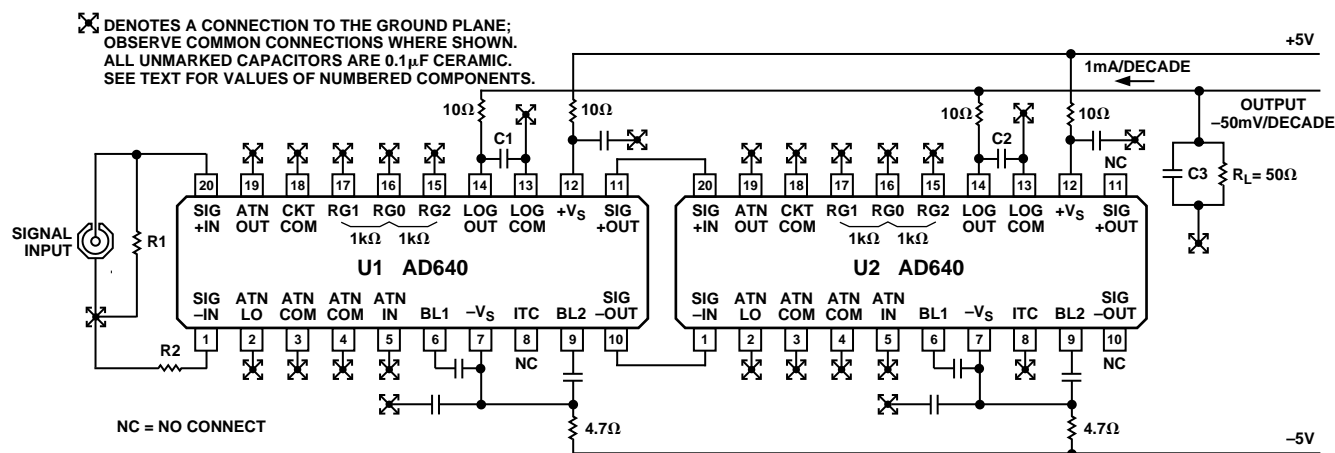 DENOTES A CONNECTION TO THE GROUND PLANE;
OBSERVE COMMON CONNECTIONS WHERE SHOWN.
ALL UNMARKED CAPACITORS ARE 0.1µF CERAMIC.
SEE TEXT FOR VALUES OF NUMBERED COMPONENTS.
+5V
1mA/DECADE
OUTPUT
–50mV/DECADE
10Ω
10Ω
10Ω
10Ω
C1
C2
NC
C3
RL = 50Ω
20 19 18 17 16 15 14 13 12 11
20 19 18 17 16 15 14 13 12 11
SIG +IN
ATN OUT
CKT COM
RG1
RG0
RG2
LOG OUT
LOG COM
+VS
SIG +OUT
1kΩ 1kΩ
SIG +IN
ATN OUT
CKT COM
RG1
RG0
RG2
LOG OUT
LOG COM
+VS
SIG +OUT
1kΩ 1kΩ
SIGNAL
INPUT
R1
U1 AD640
U2 AD640
SIG –IN
ATN LO
ATN COM
ATN COM
ATN IN
BL1
–VS
ITC
BL2
SIG –OUT
SIG –IN
ATN LO
ATN COM
ATN COM
ATN IN
BL1
–VS
ITC
BL2
SIG –OUT
1 2 3 4 5 6 7 8 9 10
1 2 3 4 5 6 7 8 9 10
R2
NC
NC
NC = NO CONNECT
4.7Ω
4.7Ω
–5V